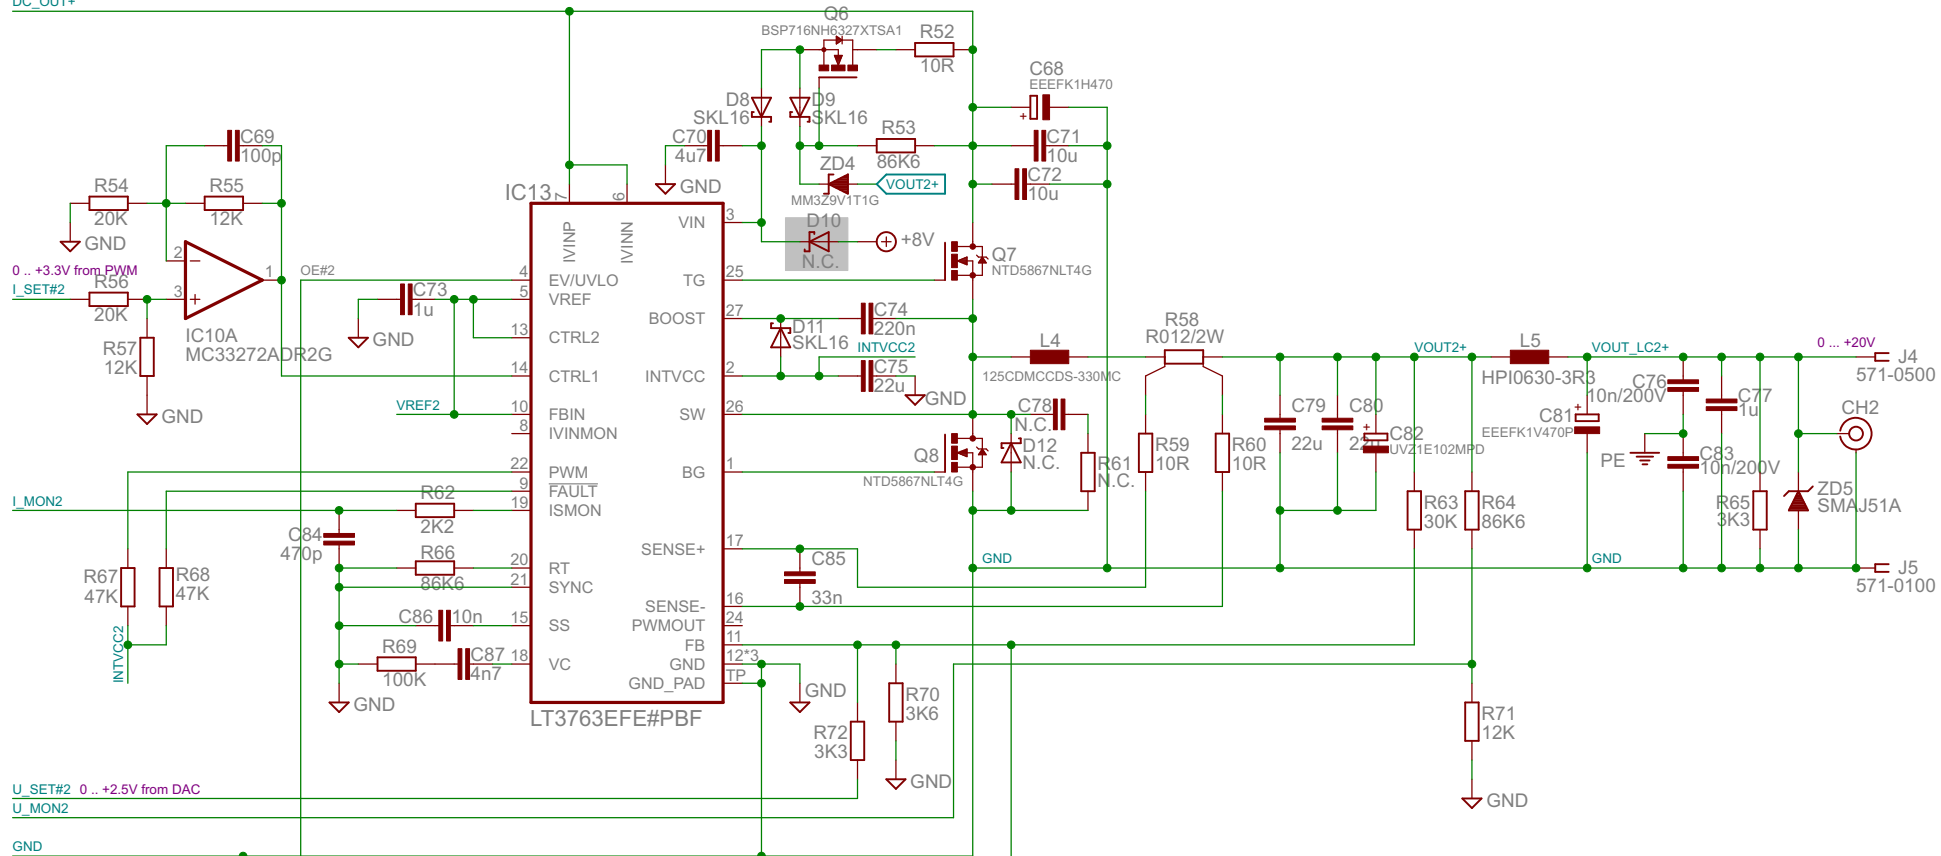 DC_OUT+
Q6
BSP716NH6327XTSA1
R52
10R
C68
EEEFK1H470
+
D8
SKL16
D9
SKL16
C69
100p
C70
4u7
R53
86K6
C71
10u
ZD4
VOUT2+
MM3Z9V1T1G
C72
10u
GND
R54
20K
R55
12K
GND
IC13
7
6
IVINP
IVINN
VIN
3
D10
N.C.
+8V
0 .. +3.3V from PWM
I_SET#2
R56
20K
2
3
1
IC10A
MC33272ADR2G
R57
12K
GND
OE#2
4
EV/UVLO
5
VREF
C73
1u
GND
13
CTRL2
14
CTRL1
VREF2
10
FBIN
8
IVINMON
TG
25
Q7
NTD5867NLT4G
BOOST
27
C74
220n
D11
SKL16
INTVCC2
INTVCC
2
C75
22u
GND
L4
125CDMCCDS-330MC
R58
R012/2W
VOUT2+
L5
HPI0630-3R3
VOUT_LC2+
0 ... +20V
J4
571-0500
SW
26
C78
N.C.
D12
N.C.
R61
N.C.
Q8
NTD5867NLT4G
BG
1
R59
10R
R60
10R
C79
22u
C80
22u
+
C82
UVZ1E102MPD
C81
+
EEEFK1V470P
C76
10n/200V
C77
1u
CH2
PE
C83
10n/200V
R63
30K
R64
86K6
R65
3K3
ZD5
SMAJ51A
22
PWM
9
FAULT
I_MON2
R62
2K2
19
ISMON
C84
470p
R66
86K6
20
RT
21
SYNC
R67
47K
R68
47K
INTVCC2
C86
10n
15
SS
R69
100K
C87
4n7
18
VC
GND
SENSE+
17
C85
33n
SENSE-
16
PWMOUT
24
FB
11
GND
12*3
GND_PAD
TP
GND
LT3763EFE#PBF
GND
GND
J5
571-0100
R70
3K6
R72
3K3
GND
R71
12K
GND
U_SET#2 0 .. +2.5V from DAC
U_MON2
GND